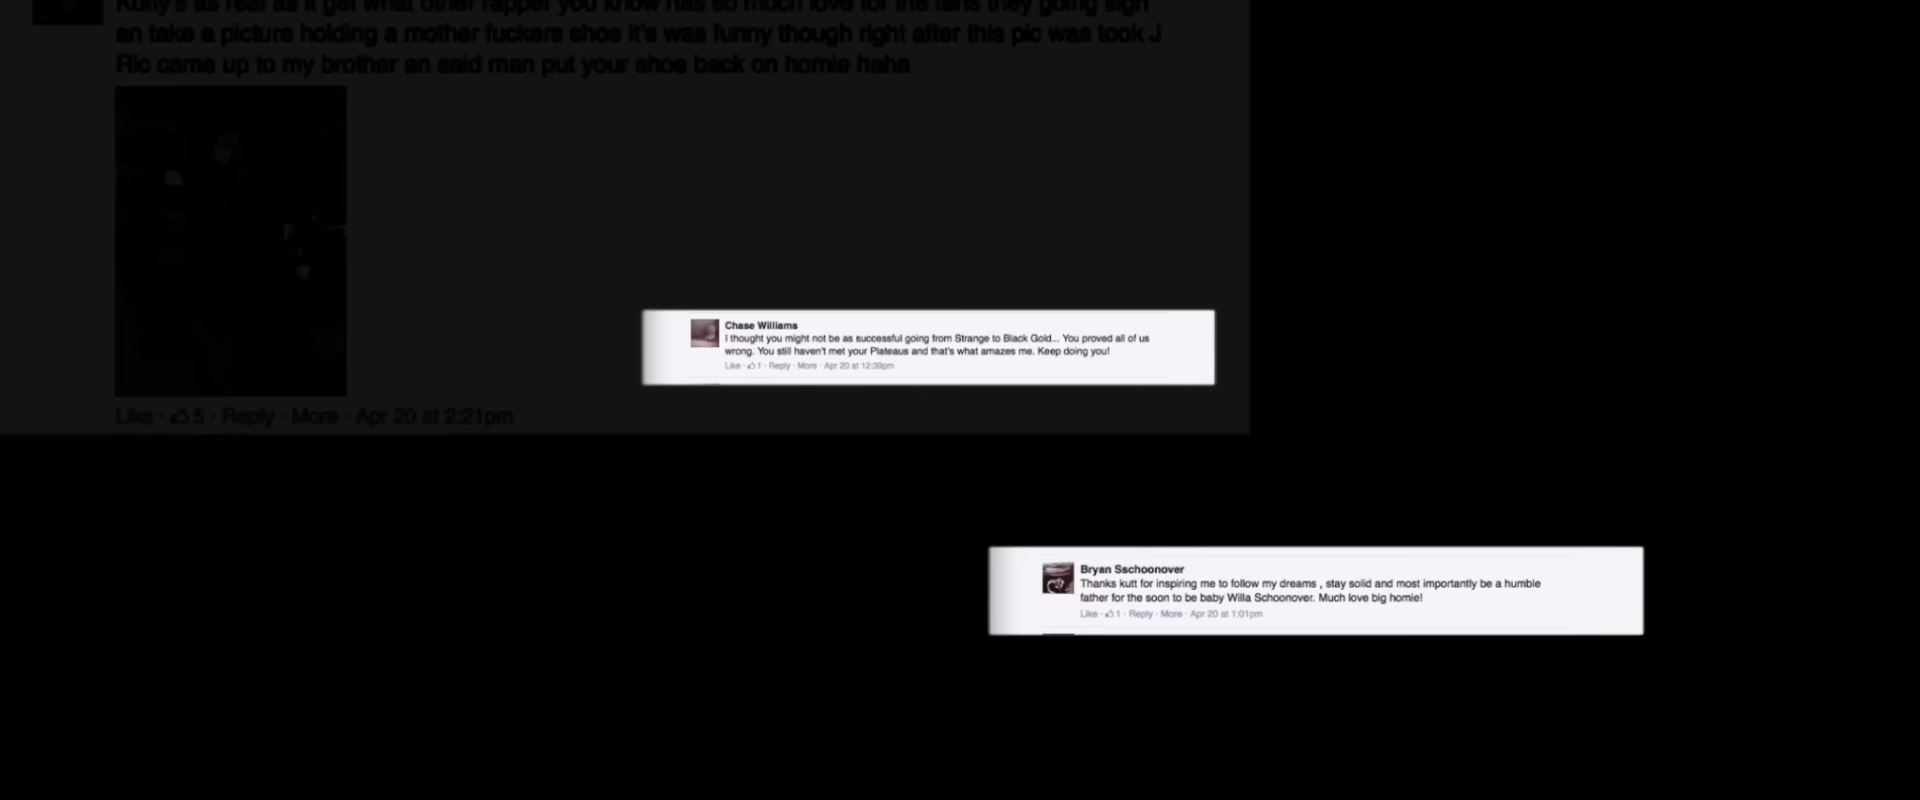 Kutty's as real as it get what other rapper you know has so much love for the fans they going sign
an take a picture holding a mother fuckers shoe it's was funny though right after this pic was took J
Ric came up to my brother an said man put your shoe back on homie haha
Like · 5 · Reply · More · Apr 20 at 2:21pm
Chase Williams
I thought you might not be as successful going from Strange to Black Gold... You proved all of us
wrong. You still haven't met your Plateaus and that's what amazes me. Keep doing you!
Like · 1 · Reply · More · Apr 20 at 12:39pm
Bryan Sschoonover
Thanks kutt for inspiring me to follow my dreams , stay solid and most importantly be a humble
father for the soon to be baby Willa Schoonover. Much love big homie!
Like · 1 · Reply · More · Apr 20 at 1:01pm